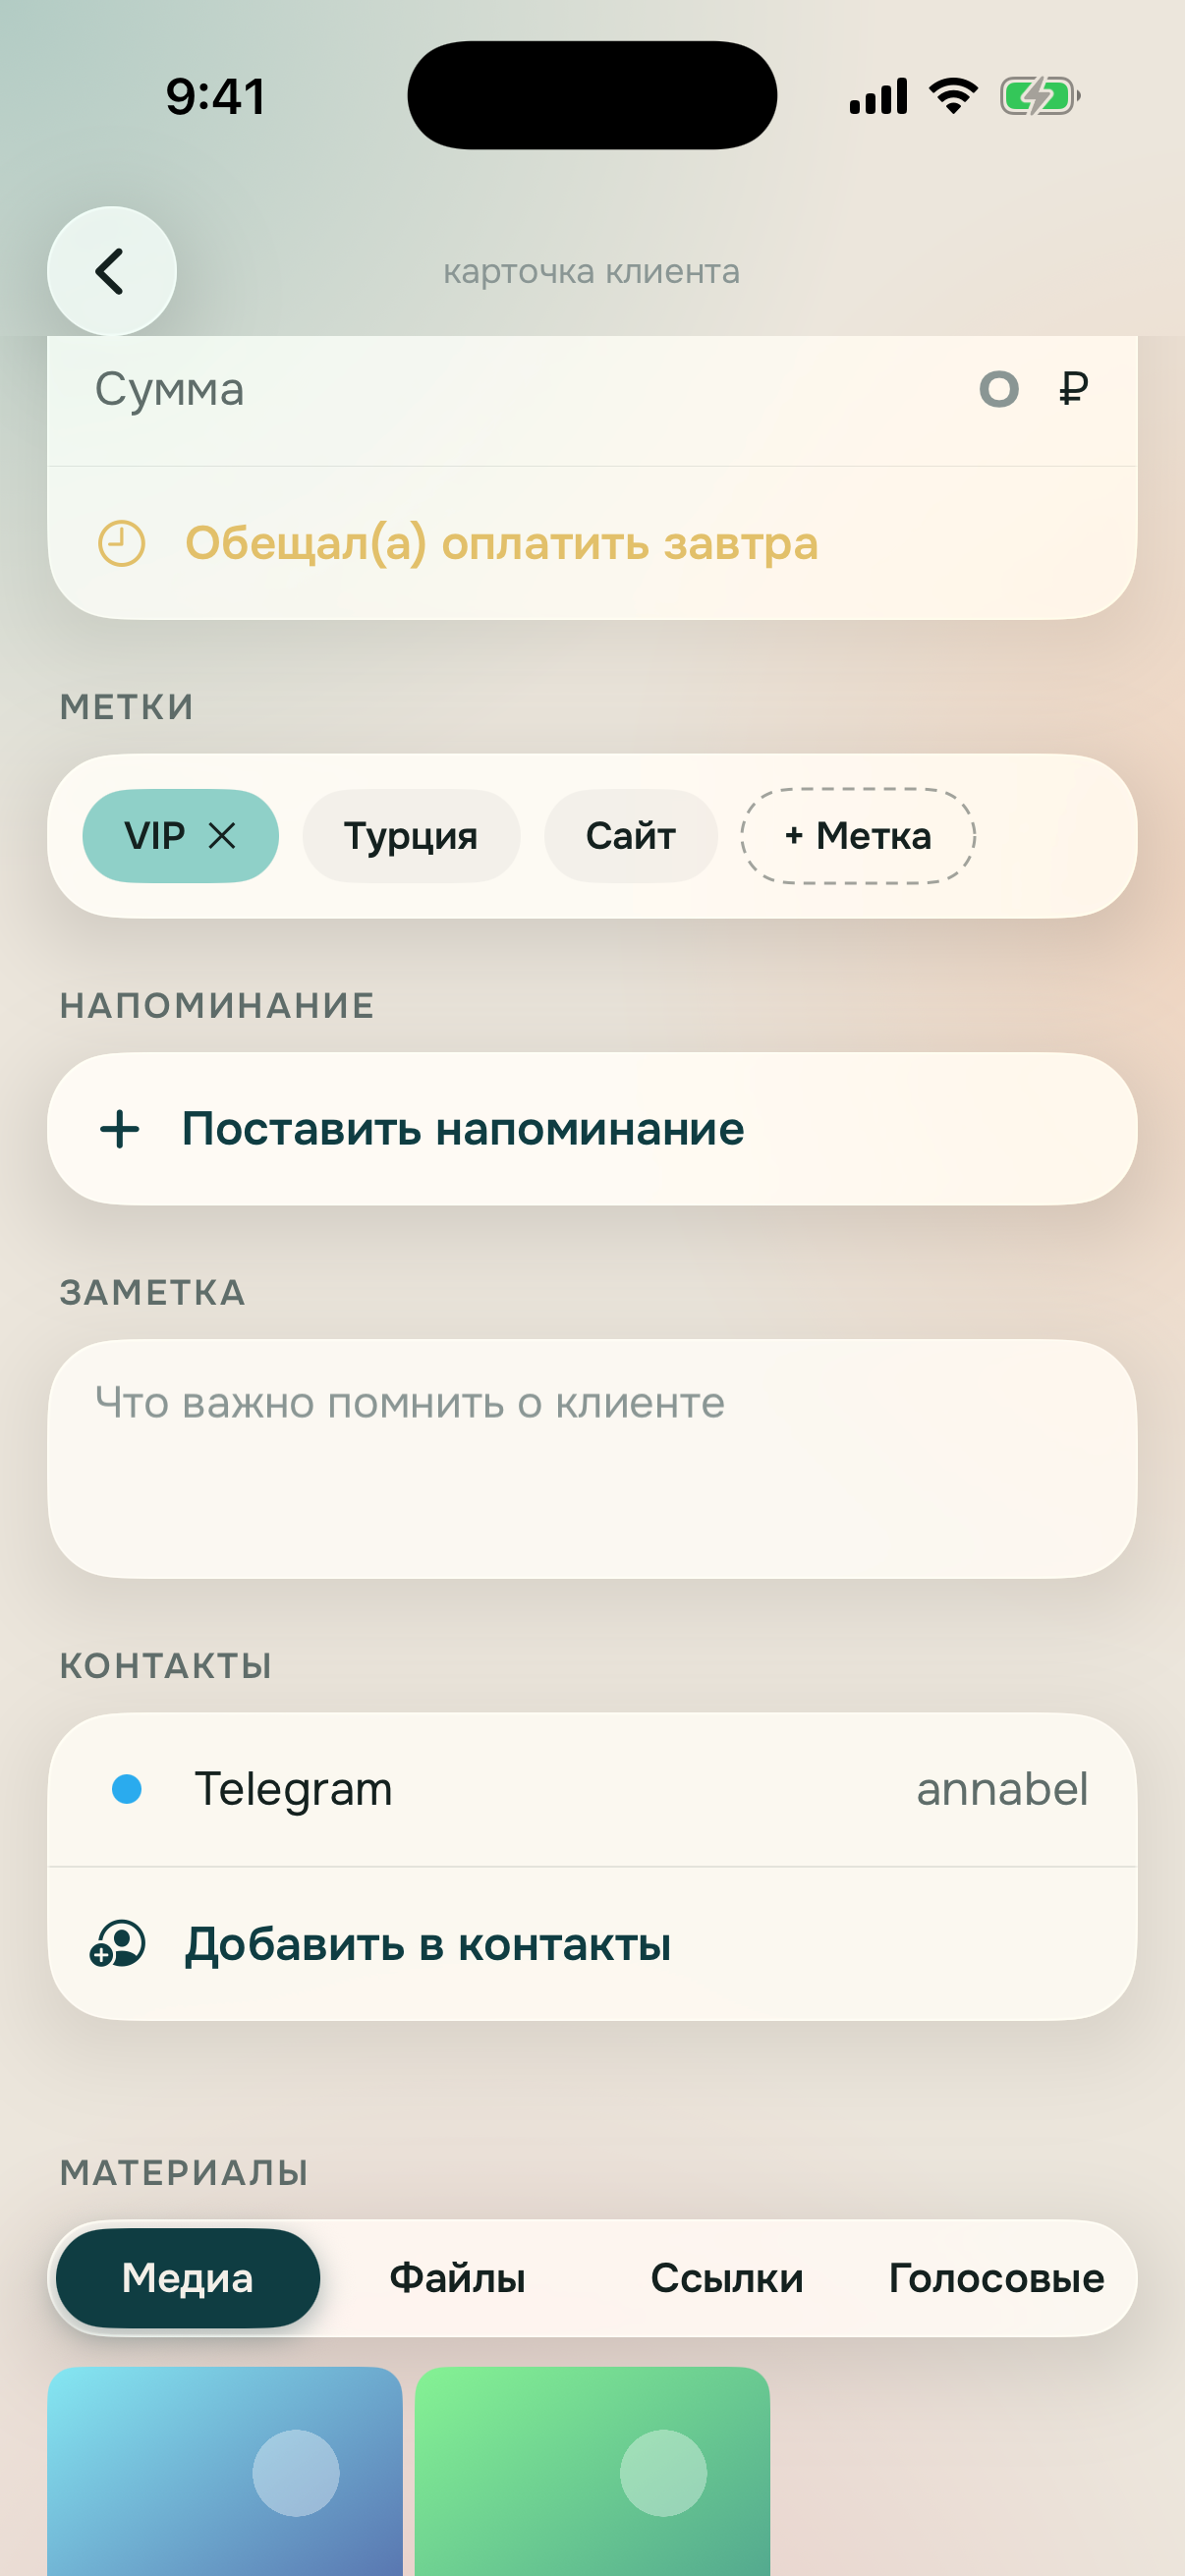 9:41
карточка клиента
Сумма 0 ₽
Обещал(а) оплатить завтра
МЕТКИ
VIP Турция Сайт + Метка
НАПОМИНАНИЕ
Поставить напоминание
ЗАМЕТКА
Что важно помнить о клиенте
КОНТАКТЫ
Telegram annabel
Добавить в контакты
МАТЕРИАЛЫ
Медиа Файлы Ссылки Голосовые